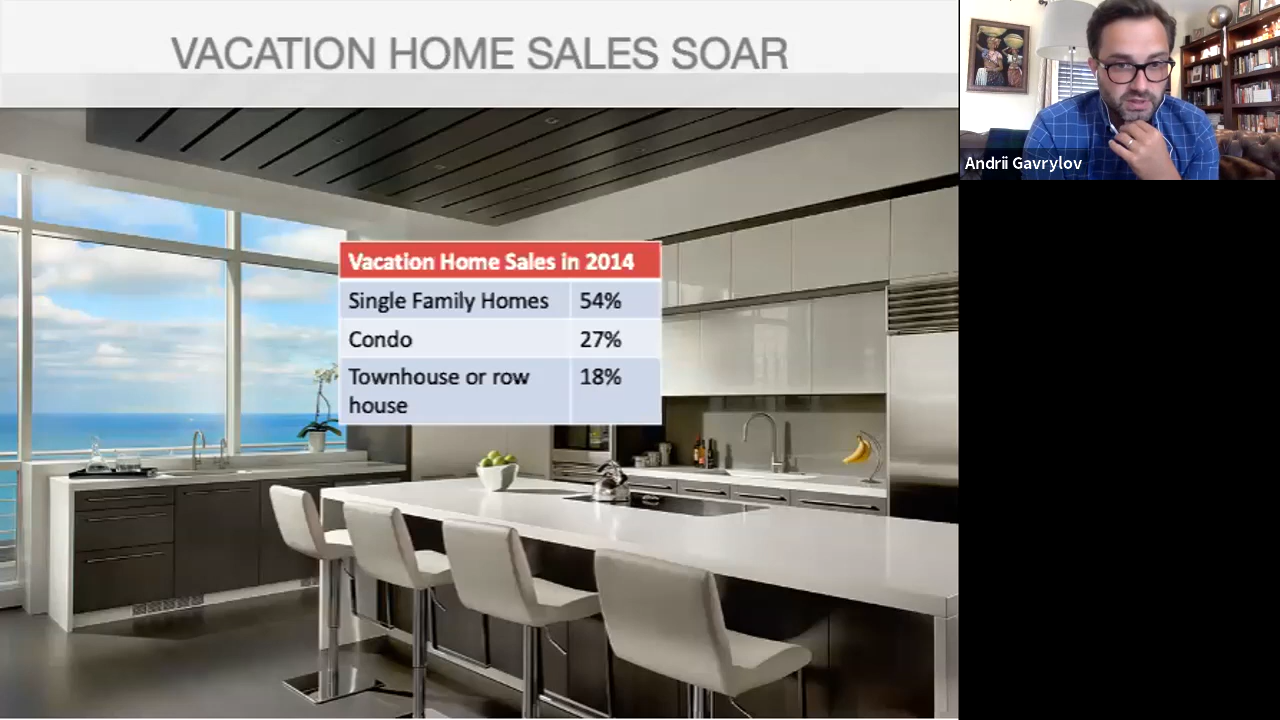 VACATION HOME SALES SOAR
Vacation Home Sales in 2014
Single Family Homes 54%
Condo 27%
Townhouse or row 18%
house
Andrii Gavrylov